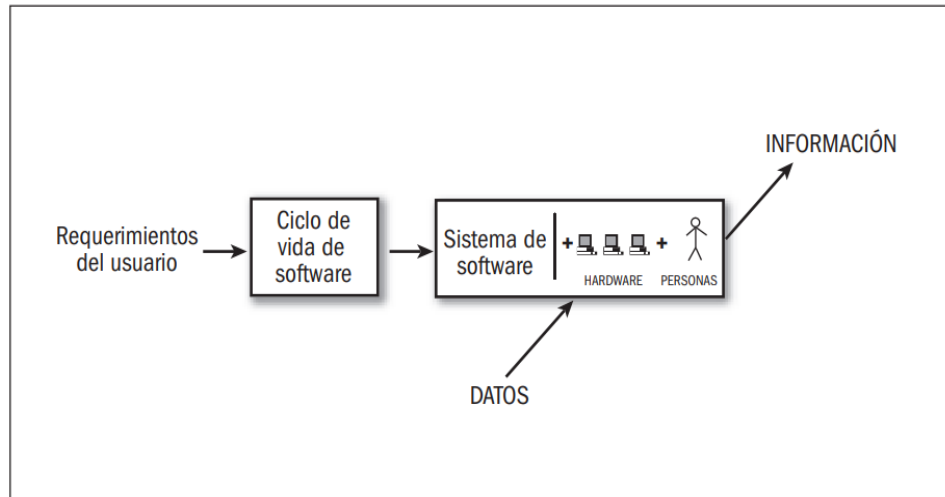 INFORMACIÓN
Requerimientos
del usuario
Ciclo de
vida de
software
Sistema de
software
+ + 
HARDWARE PERSONAS
DATOS